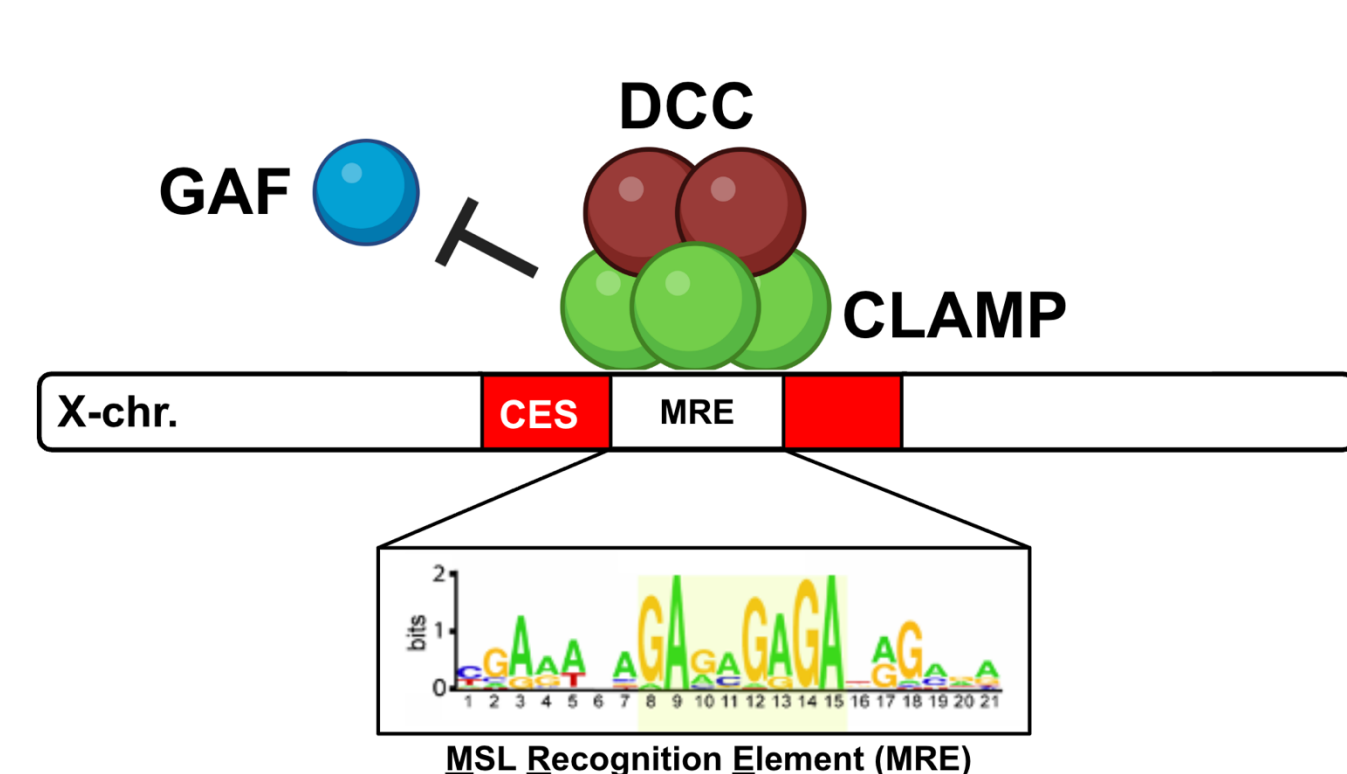 DCC
GAF
CLAMP
X-chr.
CES
MRE
2
1
0
bits
C G A A A A G A G A G A G A A G A A
1 2 3 4 5 6 7 8 9 10 11 12 13 14 15 16 17 18 19 20 21
MSL Recognition Element (MRE)